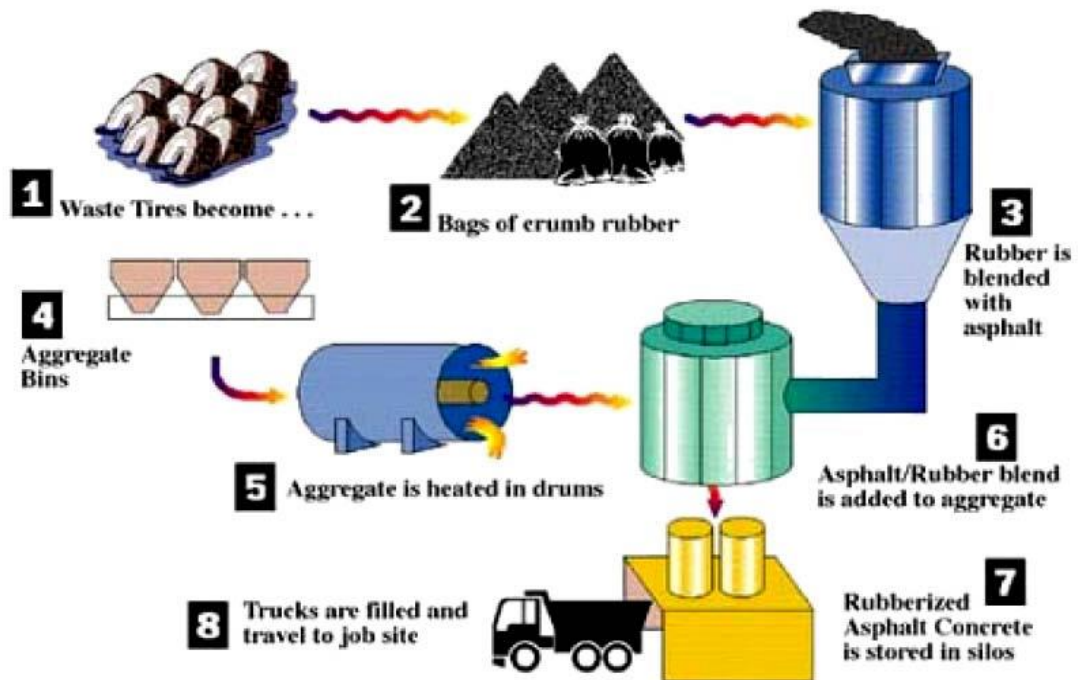 1
Waste Tires become . . .
2
Bags of crumb rubber
3
Rubber is
blended
with
asphalt
4
Aggregate
Bins
5
Aggregate is heated in drums
6
Asphalt/Rubber blend
is added to aggregate
7
Rubberized
Asphalt Concrete
is stored in silos
8
Trucks are filled and
travel to job site